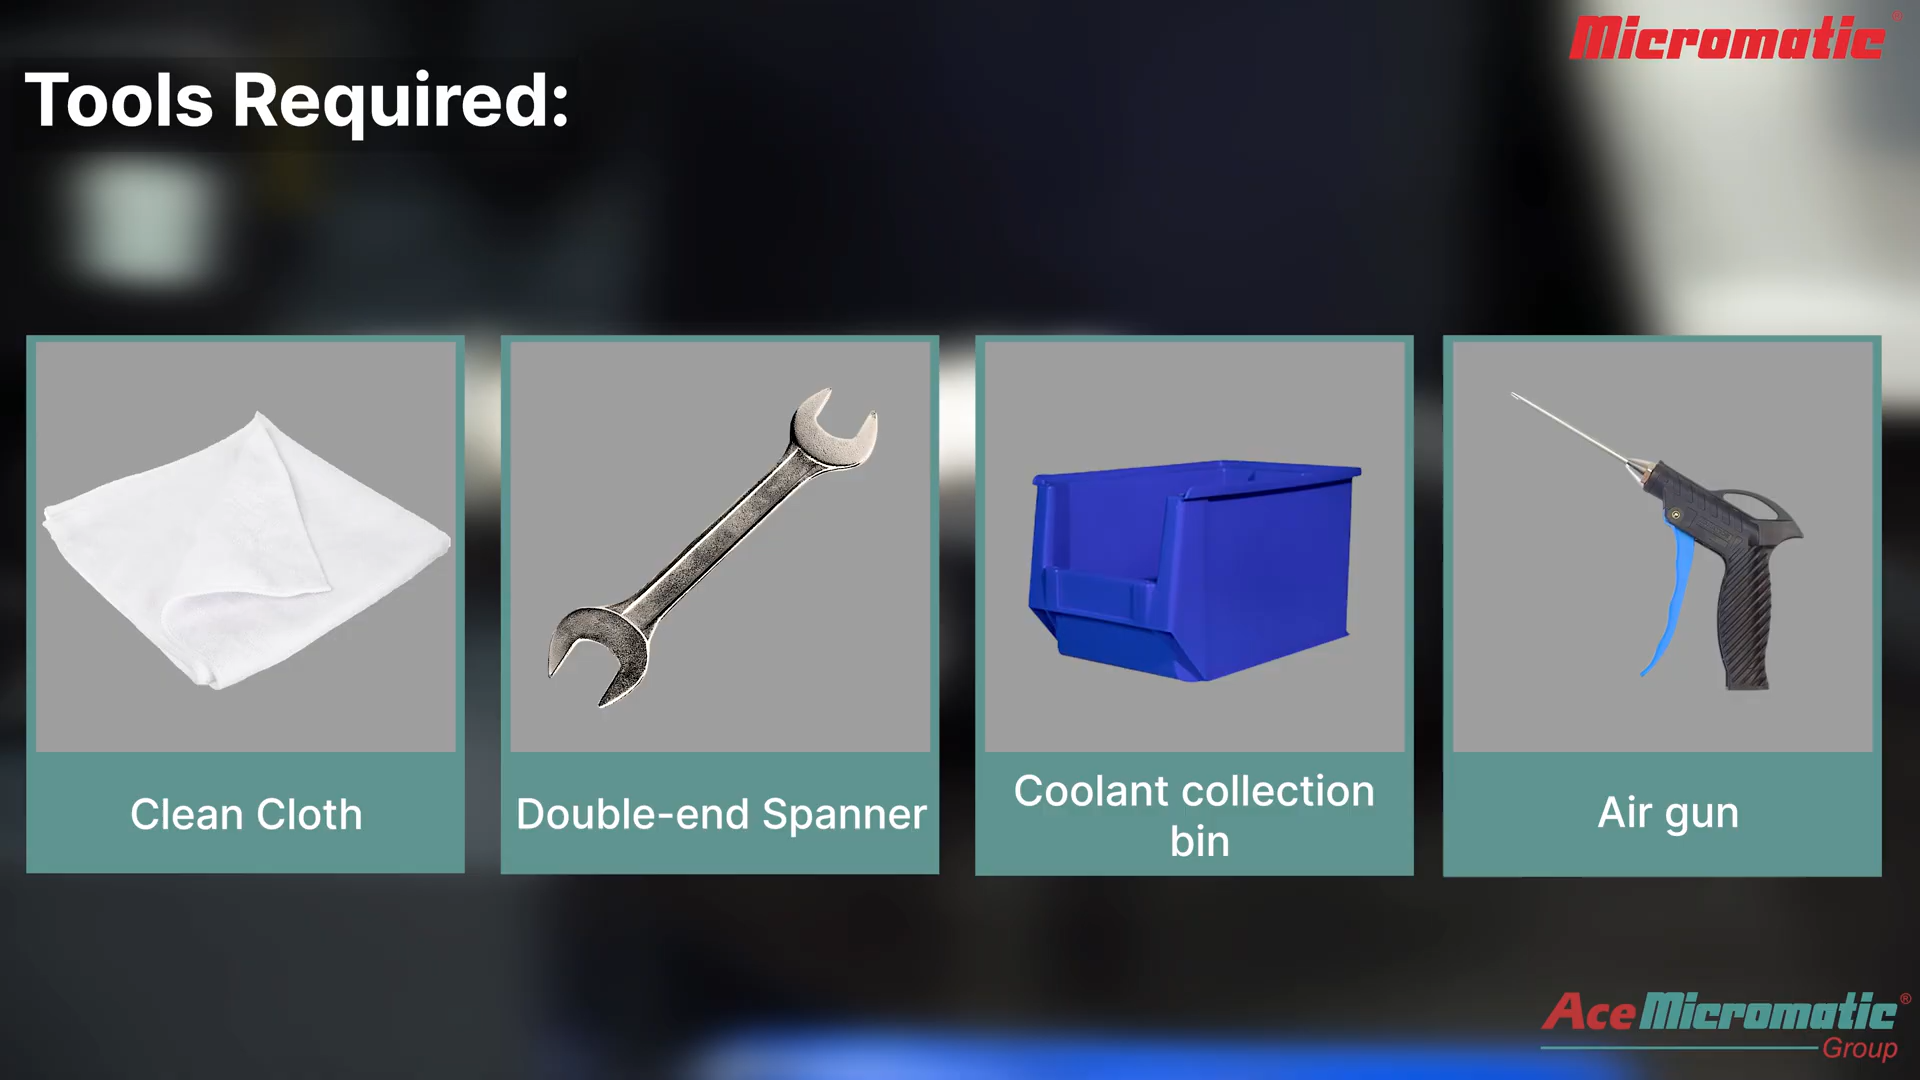 Micromatic®
Tools Required:
Clean Cloth
Double-end Spanner
Coolant collection
bin
Air gun
AceMicromatic®
Group